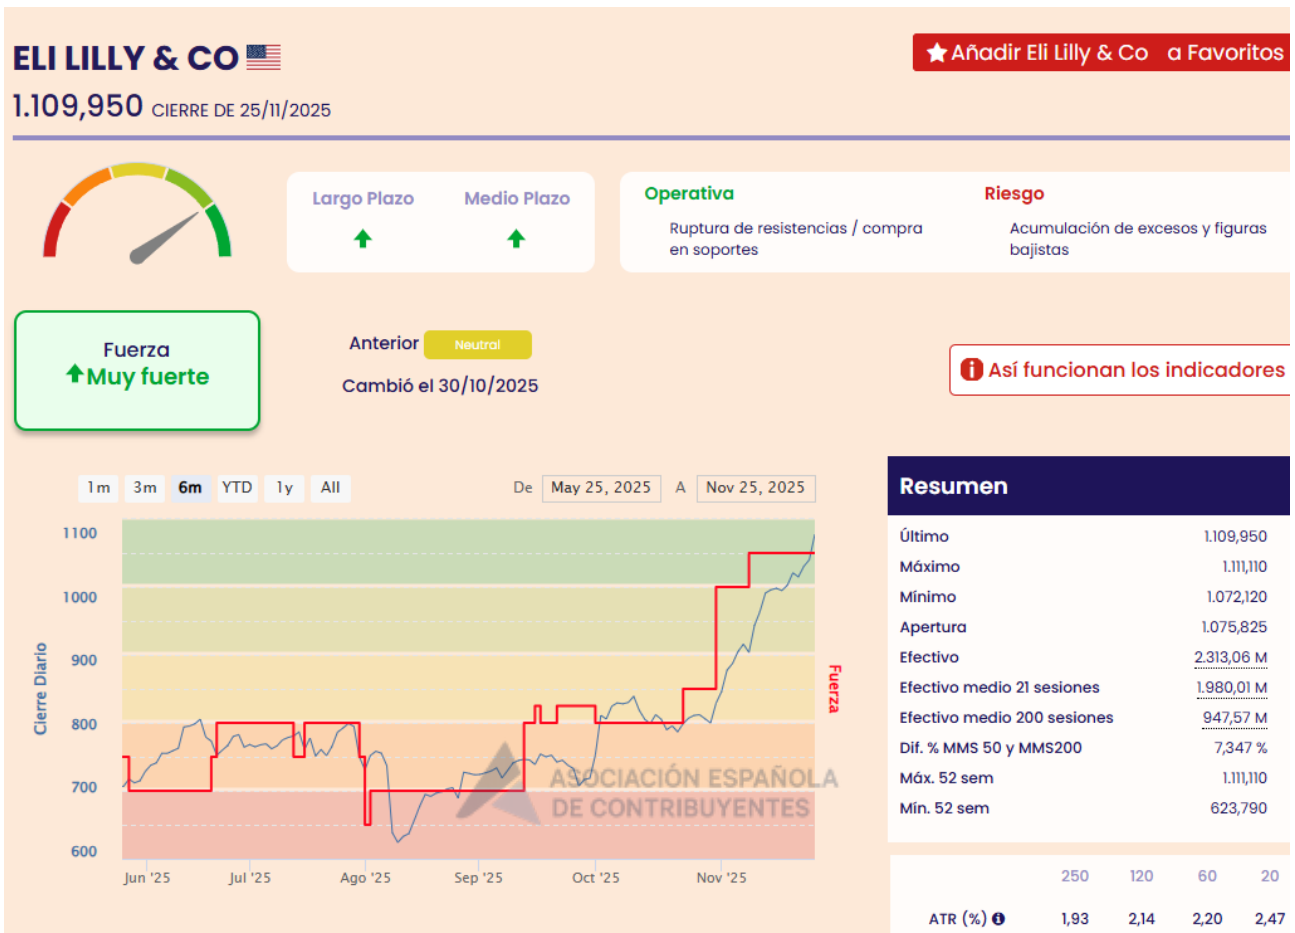 ELI LILLY & CO
Añadir Eli Lilly & Co a Favoritos
1.109,950 CIERRE DE 25/11/2025
Largo Plazo Medio Plazo
Operativa
Ruptura de resistencias / compra
en soportes
Riesgo
Acumulación de excesos y figuras
bajistas
Fuerza
Muy fuerte
Anterior Neutral
Cambió el 30/10/2025
Así funcionan los indicadores
1m 3m 6m YTD 1y All
De May 25, 2025 A Nov 25, 2025
Cierre Diario
1100
1000
900
800
700
600
Fuerza
ASOCIACIÓN ESPAÑOLA
DE CONTRIBUYENTES
Jun '25 Jul '25 Ago '25 Sep '25 Oct '25 Nov '25
Resumen
Último 1.109,950
Máximo 1.111,110
Mínimo 1.072,120
Apertura 1.075,825
Efectivo 2.313,06 M
Efectivo medio 21 sesiones 1.980,01 M
Efectivo medio 200 sesiones 947,57 M
Dif. % MMS 50 y MMS200 7,347 %
Máx. 52 sem 1.111,110
Mín. 52 sem 623,790
250 120 60 20
ATR (%) 1,93 2,14 2,20 2,47